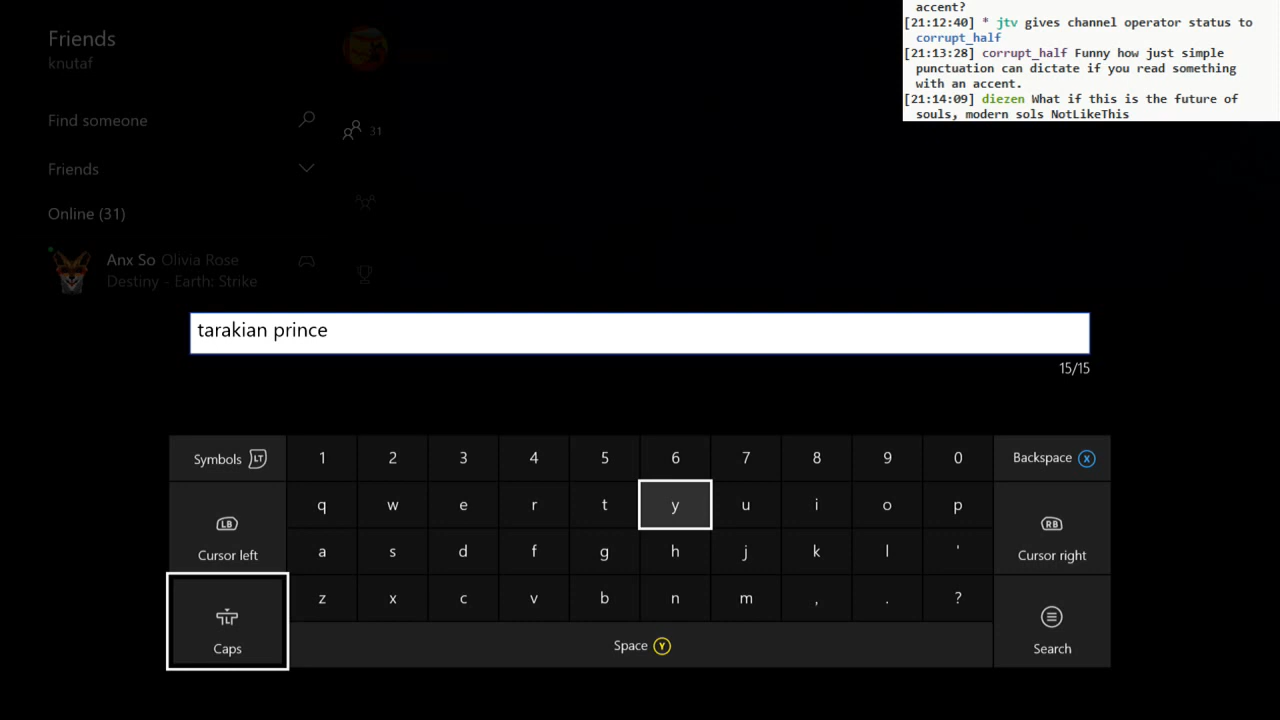 accent?
[21:12:40] * jtv gives channel operator status to
corrupt_half
[21:13:28] corrupt_half Funny how just simple
punctuation can dictate if you read something
with an accent.
[21:14:09] diezen What if this is the future of
souls, modern sols NotLikeThis
Friends
knutaf
Find someone
31
Friends
Online (31)
Anx So Olivia Rose
Destiny - Earth: Strike
tarakian prince
15/15
Symbols LT 1 2 3 4 5 6 7 8 9 0 Backspace X
q w e r t y u i o p
LB Cursor left
RB Cursor right
a s d f g h j k l '
z x c v b n m , . ?
LT Caps
Space Y
Search